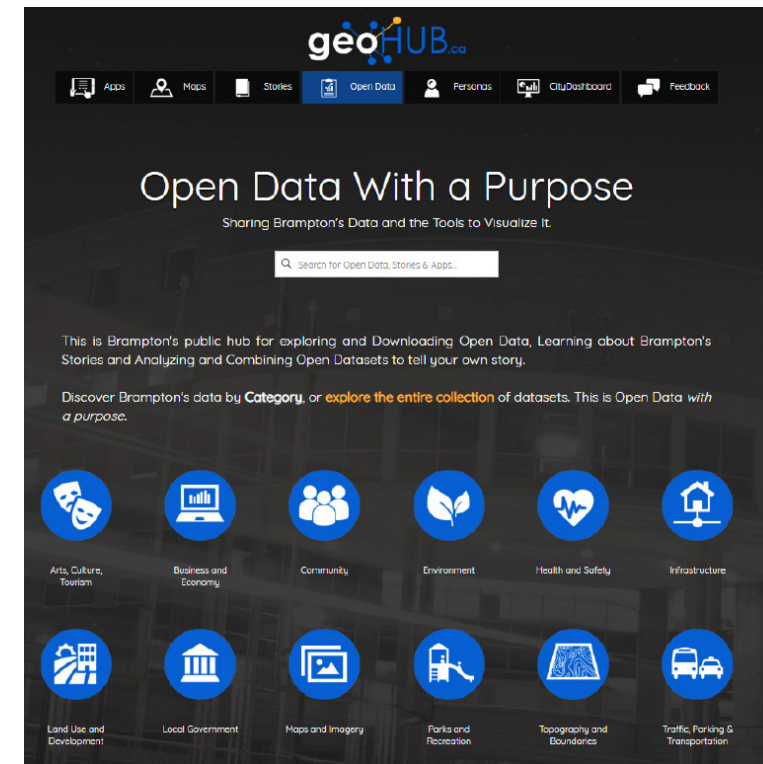 geoHUB.ca
Apps Maps Stories Open Data Personas CityDashboard Feedback
Open Data With a Purpose
Sharing Brampton's Data and the Tools to Visualize It.
Search for Open Data, Stories & Apps...
This is Brampton's public hub for exploring and Downloading Open Data, Learning about Brampton's
Stories and Analyzing and Combining Open Datasets to tell your own story.
Discover Brampton's data by Category, or explore the entire collection of datasets. This is Open Data with
a purpose.
Arts, Culture,
Tourism
Business and
Economy
Community
Environment
Health and Safety
Infrastructure
Land Use and
Development
Local Government
Maps and Imagery
Parks and
Recreation
Topography and
Boundaries
Traffic, Parking &
Transportation